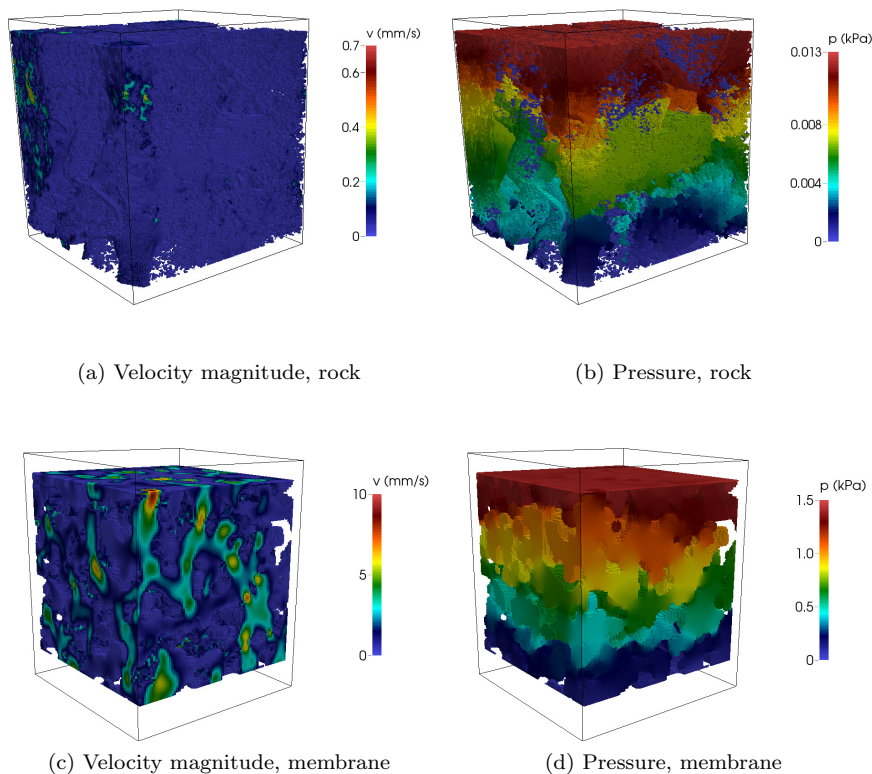 v (mm/s)
0.7
0.6
0.4
0.2
0
p (kPa)
0.013
0.008
0.004
0
(a) Velocity magnitude, rock
(b) Pressure, rock
v (mm/s)
10
5
0
p (kPa)
1.5
1.0
0.5
0
(c) Velocity magnitude, membrane
(d) Pressure, membrane